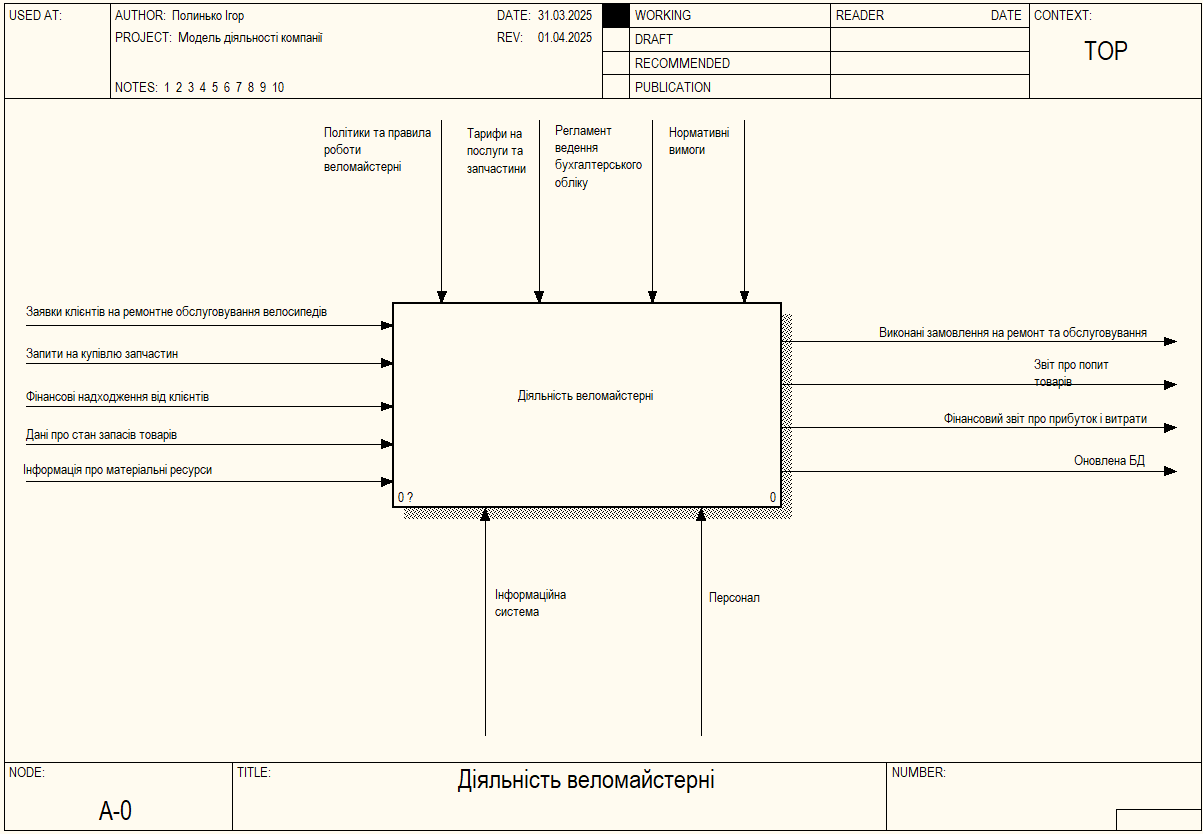 USED AT:
AUTHOR: Полинько Ігор
DATE: 31.03.2025
PROJECT: Модель діяльності компанії
REV: 01.04.2025
NOTES: 1 2 3 4 5 6 7 8 9 10
WORKING
DRAFT
RECOMMENDED
PUBLICATION
READER DATE
CONTEXT:
TOP
Політики та правила
роботи
веломайстерні
Тарифи на
послуги та
запчастини
Регламент
ведення
бухгалтерського
обліку
Нормативні
вимоги
Заявки клієнтів на ремонтне обслуговування велосипедів
Запити на купівлю запчастин
Фінансові надходження від клієнтів
Дані про стан запасів товарів
Інформація про матеріальні ресурси
Діяльність веломайстерні
0 ?
0
Виконані замовлення на ремонт та обслуговування
Звіт про попит
товарів
Фінансовий звіт про прибуток і витрати
Оновлена БД
Інформаційна
система
Персонал
NODE:
A-0
TITLE:
Діяльність веломайстерні
NUMBER: